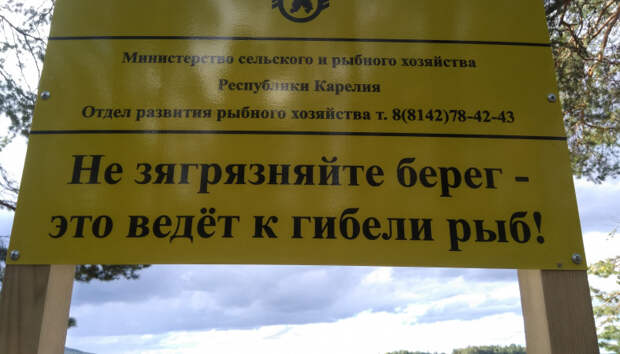 Министерство сельского и рыбного хозяйства
Республики Карелия
Отдел развития рыбного хозяйства т. 8(8142)78-42-43
Не зягрязняйте берег -
это ведёт к гибели рыб!